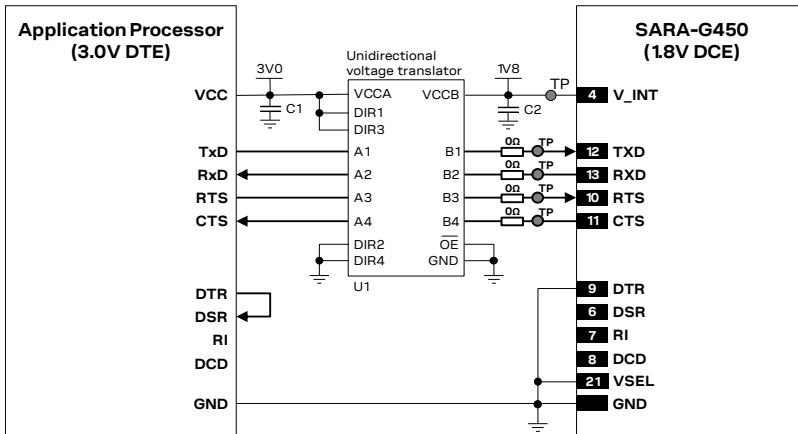 Application Processor
(3.0V DTE)
SARA-G450
(1.8V DCE)
Unidirectional
voltage translator
3V0
1V8
TP
VCC
C1
VCCA
VCCB
C2
4 V_INT
DIR1
DIR3
0Ω TP
TxD
A1
B1
12 TXD
0Ω TP
RxD
A2
B2
13 RXD
0Ω TP
RTS
A3
B3
10 RTS
0Ω TP
CTS
A4
B4
11 CTS
DIR2
OE
DIR4
GND
U1
DTR
9 DTR
DSR
6 DSR
RI
7 RI
DCD
8 DCD
21 VSEL
GND
GND